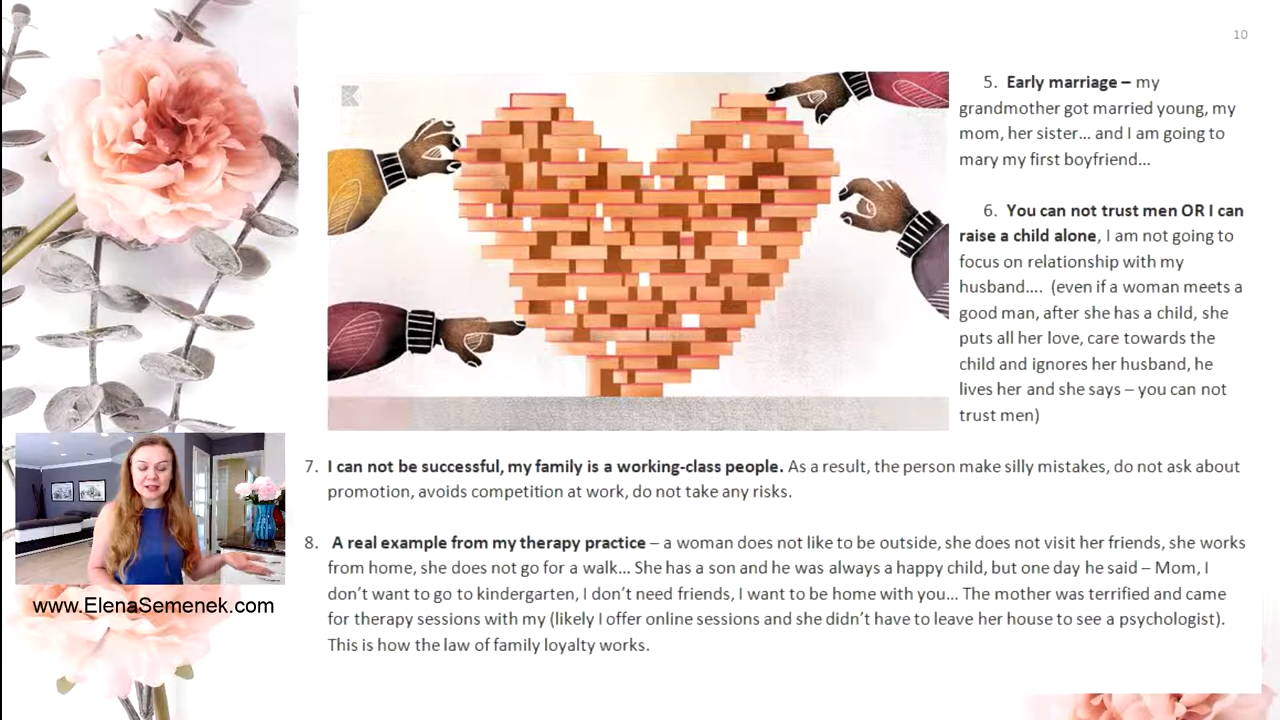 10
5. Early marriage – my
grandmother got married young, my
mom, her sister... and I am going to
mary my first boyfriend...
6. You can not trust men OR I can
raise a child alone, I am not going to
focus on relationship with my
husband.... (even if a woman meets a
good man, after she has a child, she
puts all her love, care towards the
child and ignores her husband, he
lives her and she says – you can not
trust men)
7. I can not be successful, my family is a working-class people. As a result, the person make silly mistakes, do not ask about
promotion, avoids competition at work, do not take any risks.
8. A real example from my therapy practice – a woman does not like to be outside, she does not visit her friends, she works
from home, she does not go for a walk... She has a son and he was always a happy child, but one day he said – Mom, I
don't want to go to kindergarten, I don't need friends, I want to be home with you... The mother was terrified and came
for therapy sessions with my (likely I offer online sessions and she didn't have to leave her house to see a psychologist).
This is how the law of family loyalty works.
www.ElenaSemenek.com